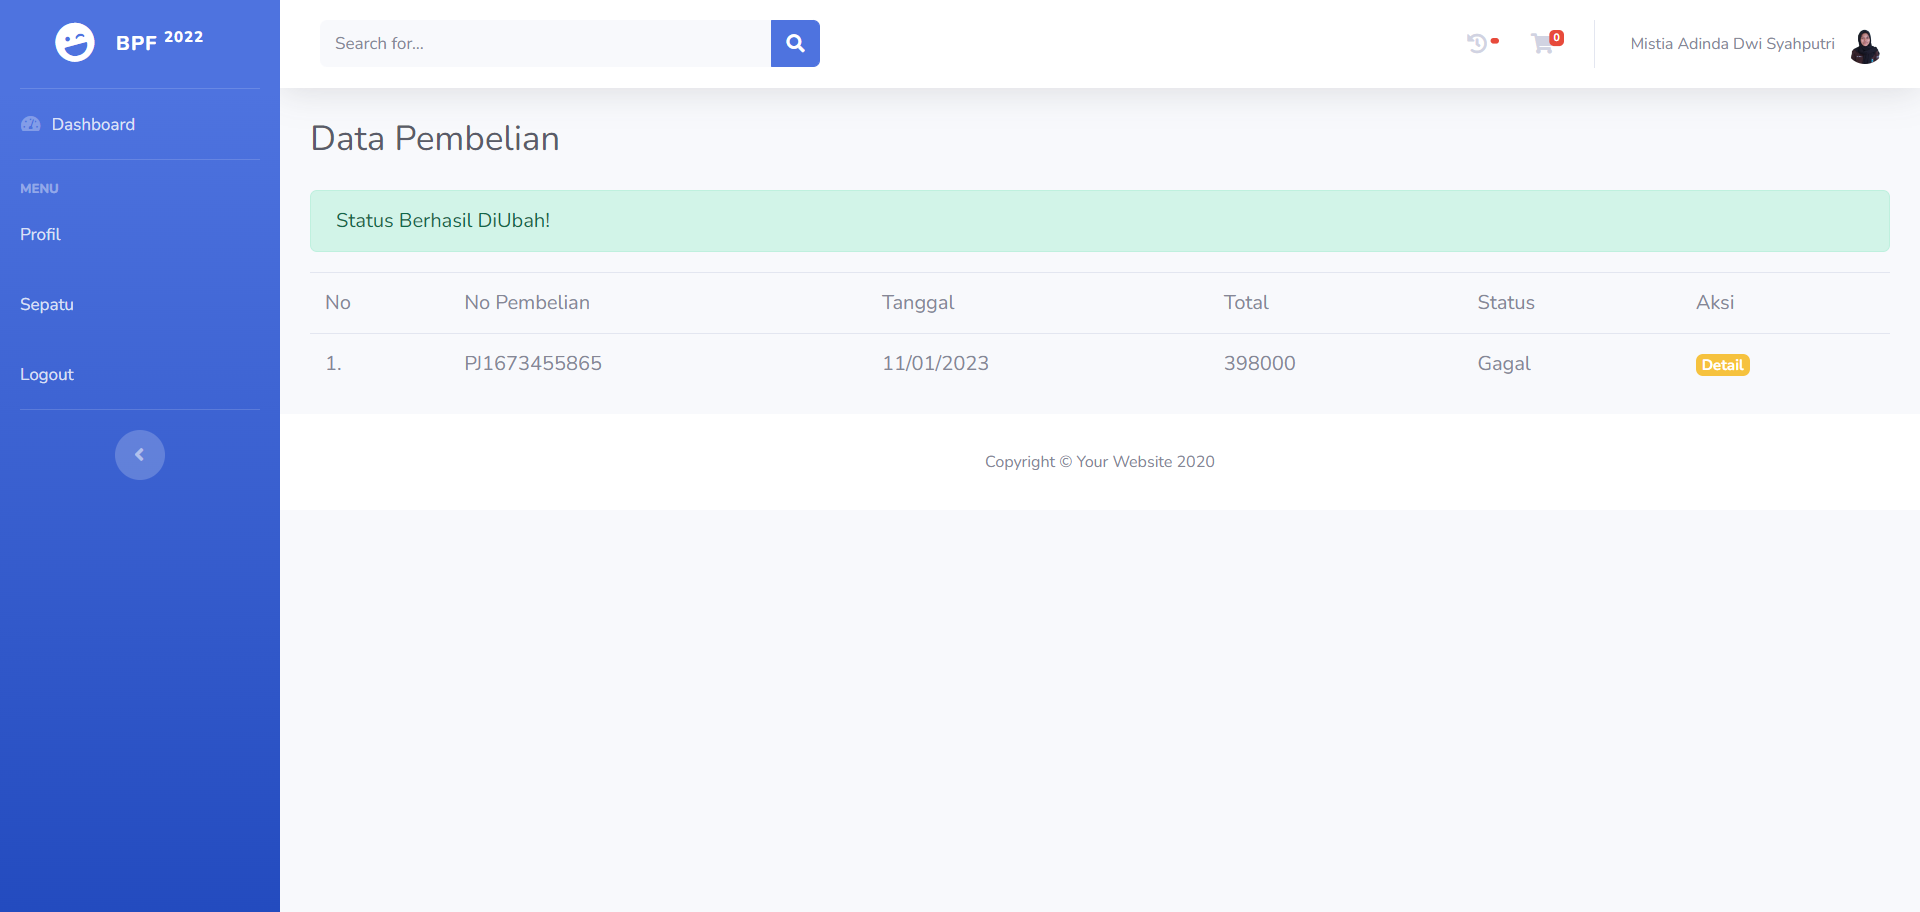 BPF 2022
Search for...
0
Mistia Adinda Dwi Syahputri
Dashboard
MENU
Profil
Sepatu
Logout
Data Pembelian
Status Berhasil DiUbah!
No No Pembelian Tanggal Total Status Aksi
1. PJ1673455865 11/01/2023 398000 Gagal Detail
Copyright © Your Website 2020